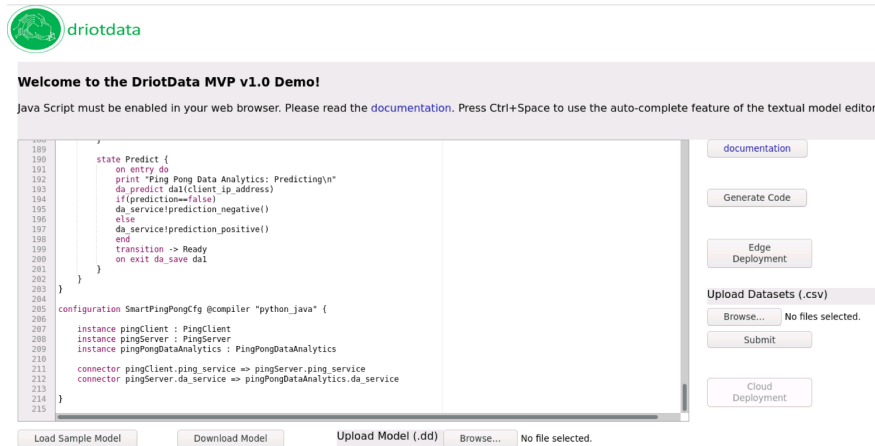 driotdata
Welcome to the DriotData MVP v1.0 Demo!
Java Script must be enabled in your web browser. Please read the documentation. Press Ctrl+Space to use the auto-complete feature of the textual model editor
188 }
189
190 state Predict {
191 on entry do
192 print "Ping Pong Data Analytics: Predicting\n"
193 da_predict da1(client_ip_address)
194 if(prediction==false)
195 da_service!prediction_negative()
196 else
197 da_service!prediction_positive()
198 end
199 transition -> Ready
200 on exit da_save da1
201 }
202 }
203 }
204
205 configuration SmartPingPongCfg @compiler "python_java" {
206
207 instance pingClient : PingClient
208 instance pingServer : PingServer
209 instance pingPongDataAnalytics : PingPongDataAnalytics
210
211 connector pingClient.ping_service => pingServer.ping_service
212 connector pingServer.da_service => pingPongDataAnalytics.da_service
213
214 }
215
documentation
Generate Code
Edge
Deployment
Upload Datasets (.csv)
Browse... No files selected.
Submit
Cloud
Deployment
Load Sample Model Download Model Upload Model (.dd) Browse... No file selected.